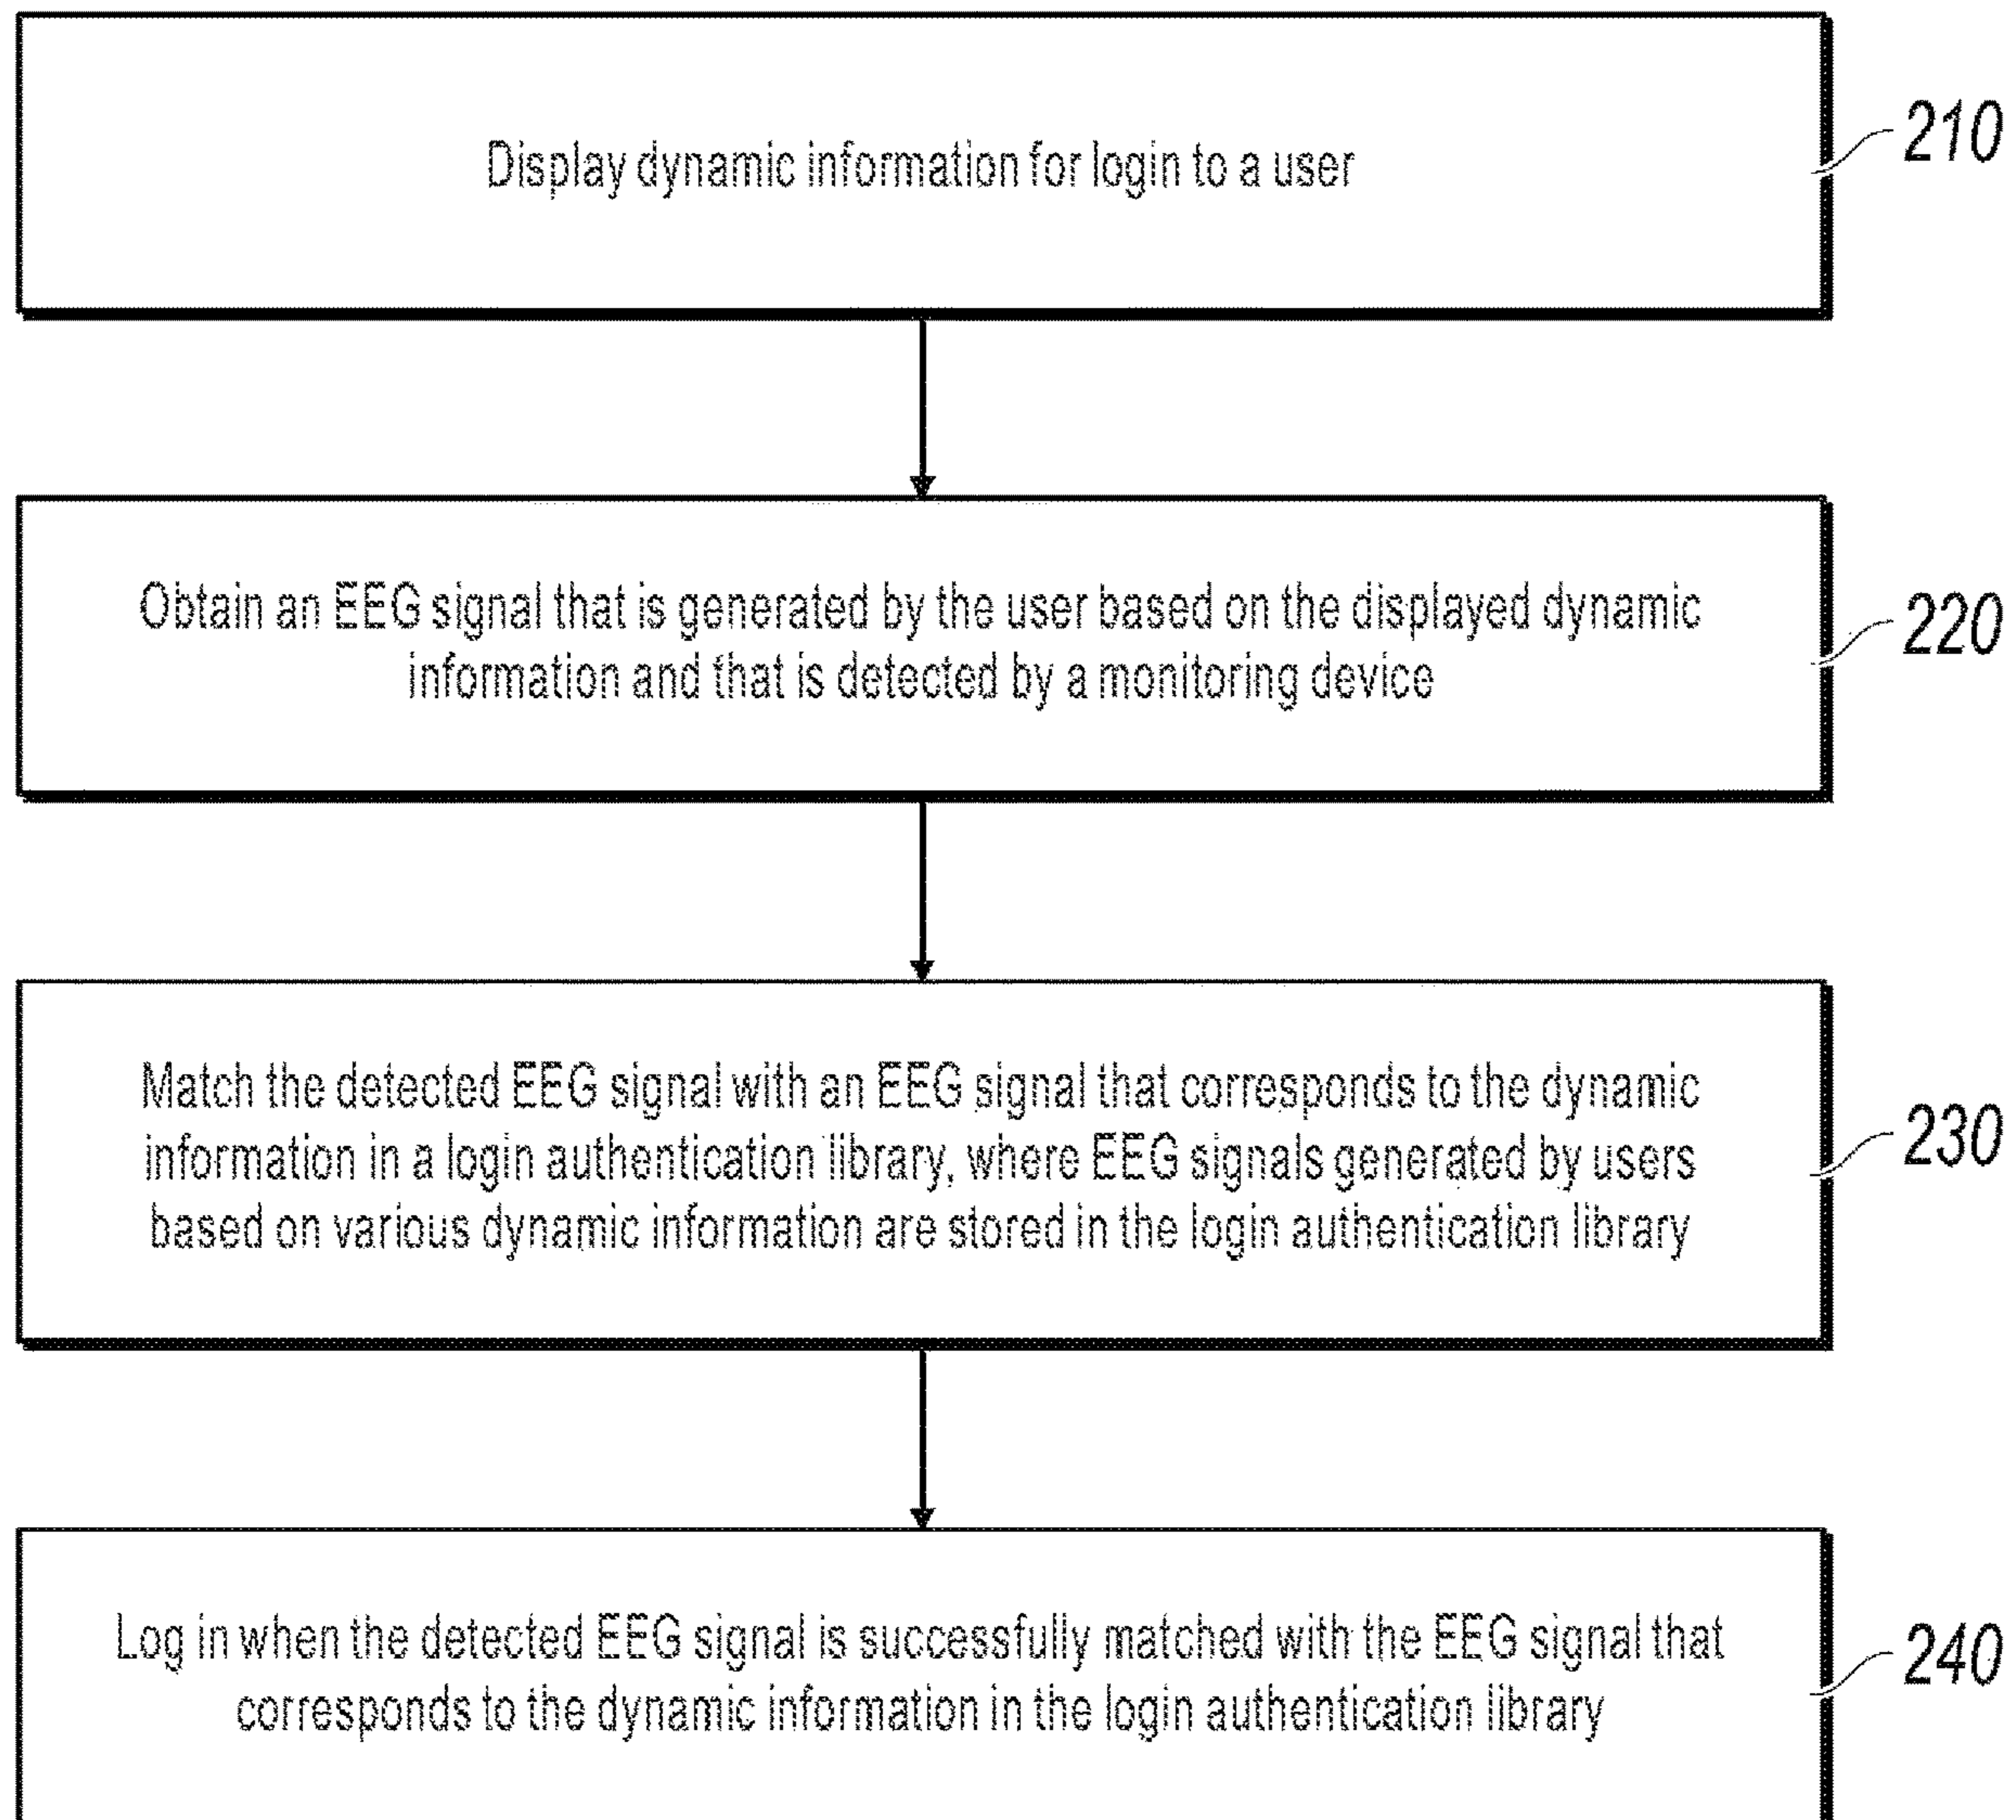 Display dynamic information for login to a user
210
Obtain an EEG signal that is generated by the user based on the displayed dynamic
information and that is detected by a monitoring device
220
Match the detected EEG signal with an EEG signal that corresponds to the dynamic
information in a login authentication library, where EEG signals generated by users
based on various dynamic information are stored in the login authentication library
230
Log in when the detected EEG signal is successfully matched with the EEG signal that
corresponds to the dynamic information in the login authentication library
240